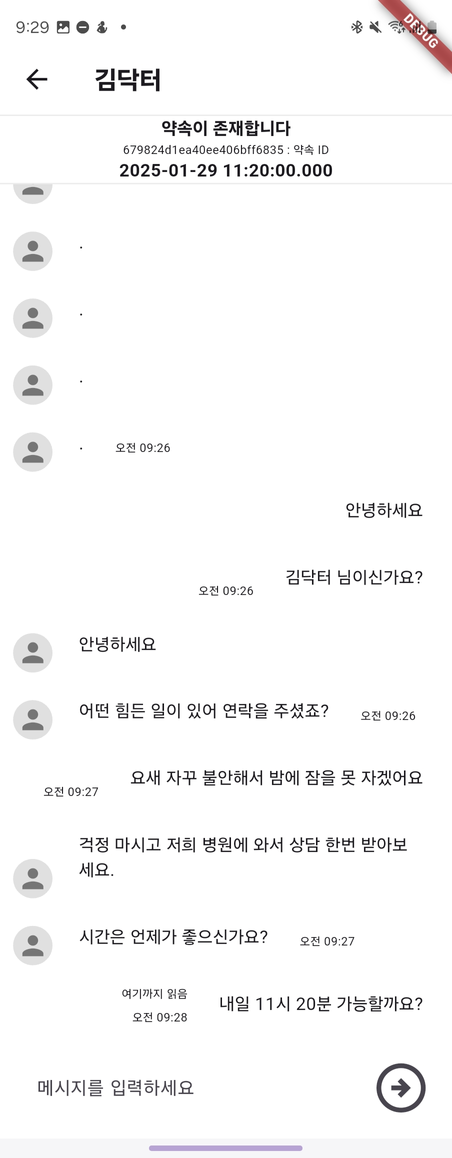 9:29
DEBUG
김닥터
약속이 존재합니다
679824d1ea40ee406bff6835 : 약속 ID
2025-01-29 11:20:00.000
.
.
.
. 오전 09:26
안녕하세요
김닥터 님이신가요?
오전 09:26
안녕하세요
어떤 힘든 일이 있어 연락을 주셨죠? 오전 09:26
요새 자꾸 불안해서 밤에 잠을 못 자겠어요
오전 09:27
걱정 마시고 저희 병원에 와서 상담 한번 받아보
세요.
시간은 언제가 좋으신가요? 오전 09:27
여기까지 읽음
내일 11시 20분 가능할까요?
오전 09:28
메시지를 입력하세요